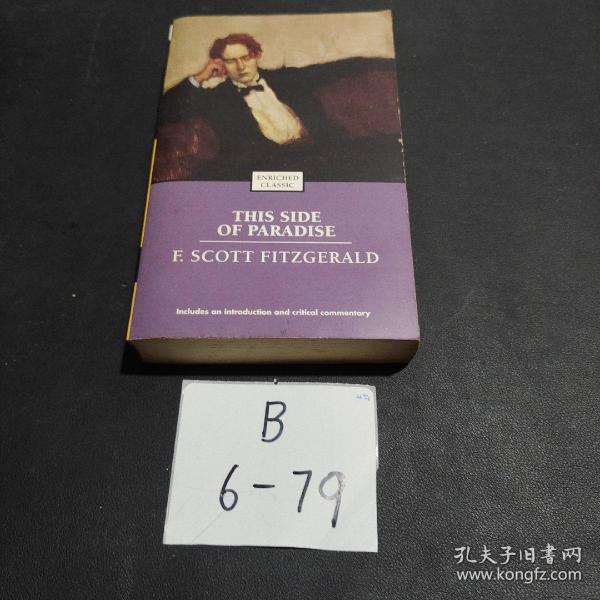 ENRICHED
CLASSIC
THIS SIDE
OF PARADISE
F. SCOTT FITZGERALD
Includes an introduction and critical commentary
B
6-79
孔夫子旧書网
www.kongfz.com